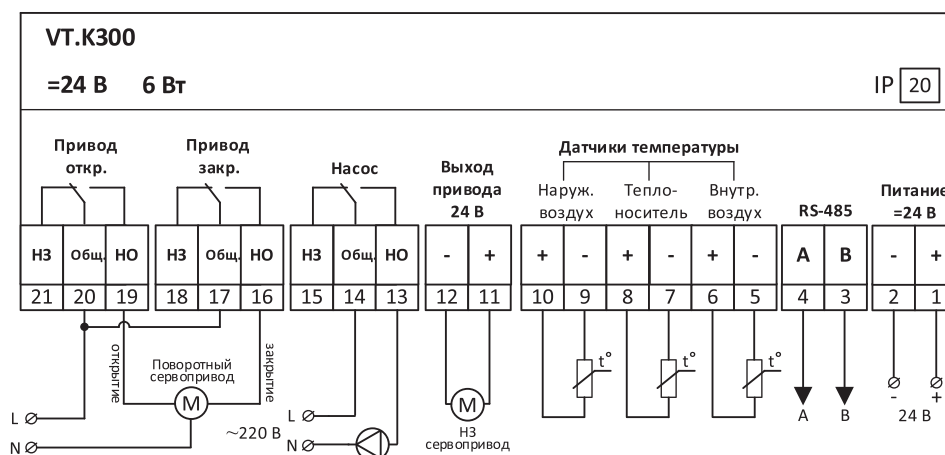 VT.K300
=24 В 6 Вт
IP 20
Привод откр.
Привод закр.
Насос
Выход привода 24 В
Датчики температуры
Наруж. воздух
Тепло-
носитель
Внутр. воздух
RS-485
Питание =24 В
НЗ Общ. НО НЗ Общ. НО НЗ Общ. НО - + + - + - + - A B - +
21 20 19 18 17 16 15 14 13 12 11 10 9 8 7 6 5 4 3 2 1
открытие
Поворотный сервопривод
закрытие
M
L
N
~220 В
L
N
M
НЗ сервопривод
t°
t°
t°
A
B
- +
24 В